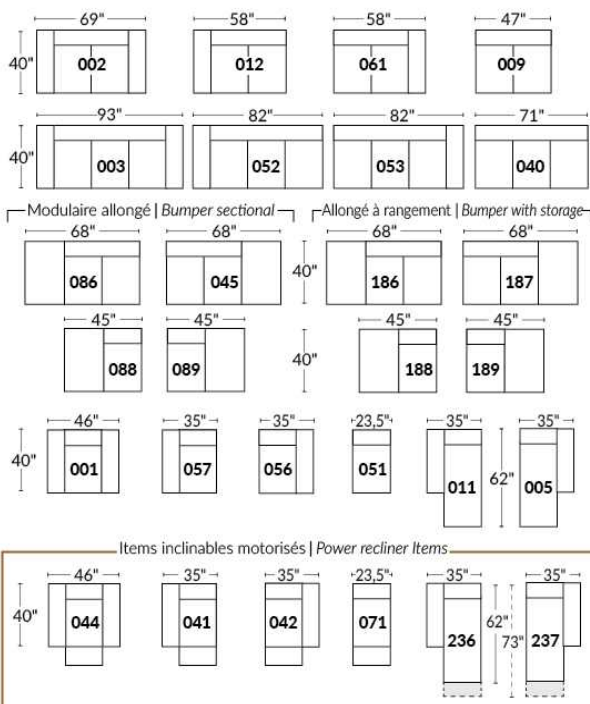 69" 58" 58" 47"
40" 002 012 061 009
93" 82" 82" 71"
40" 003 052 053 040
Modulaire allongé | Bumper sectional Allongé à rangement | Bumper with storage
68" 68" 68" 68"
086 045 40" 186 187
45" 45" 45" 45"
088 089 40" 188 189
46" 35" 35" 23,5" 35" 35"
40" 001 057 056 051 011 62" 005
Items inclinables motorisés | Power recliner Items
46" 35" 35" 23,5" 35" 35"
40" 044 041 042 071 236 62" 73" 237